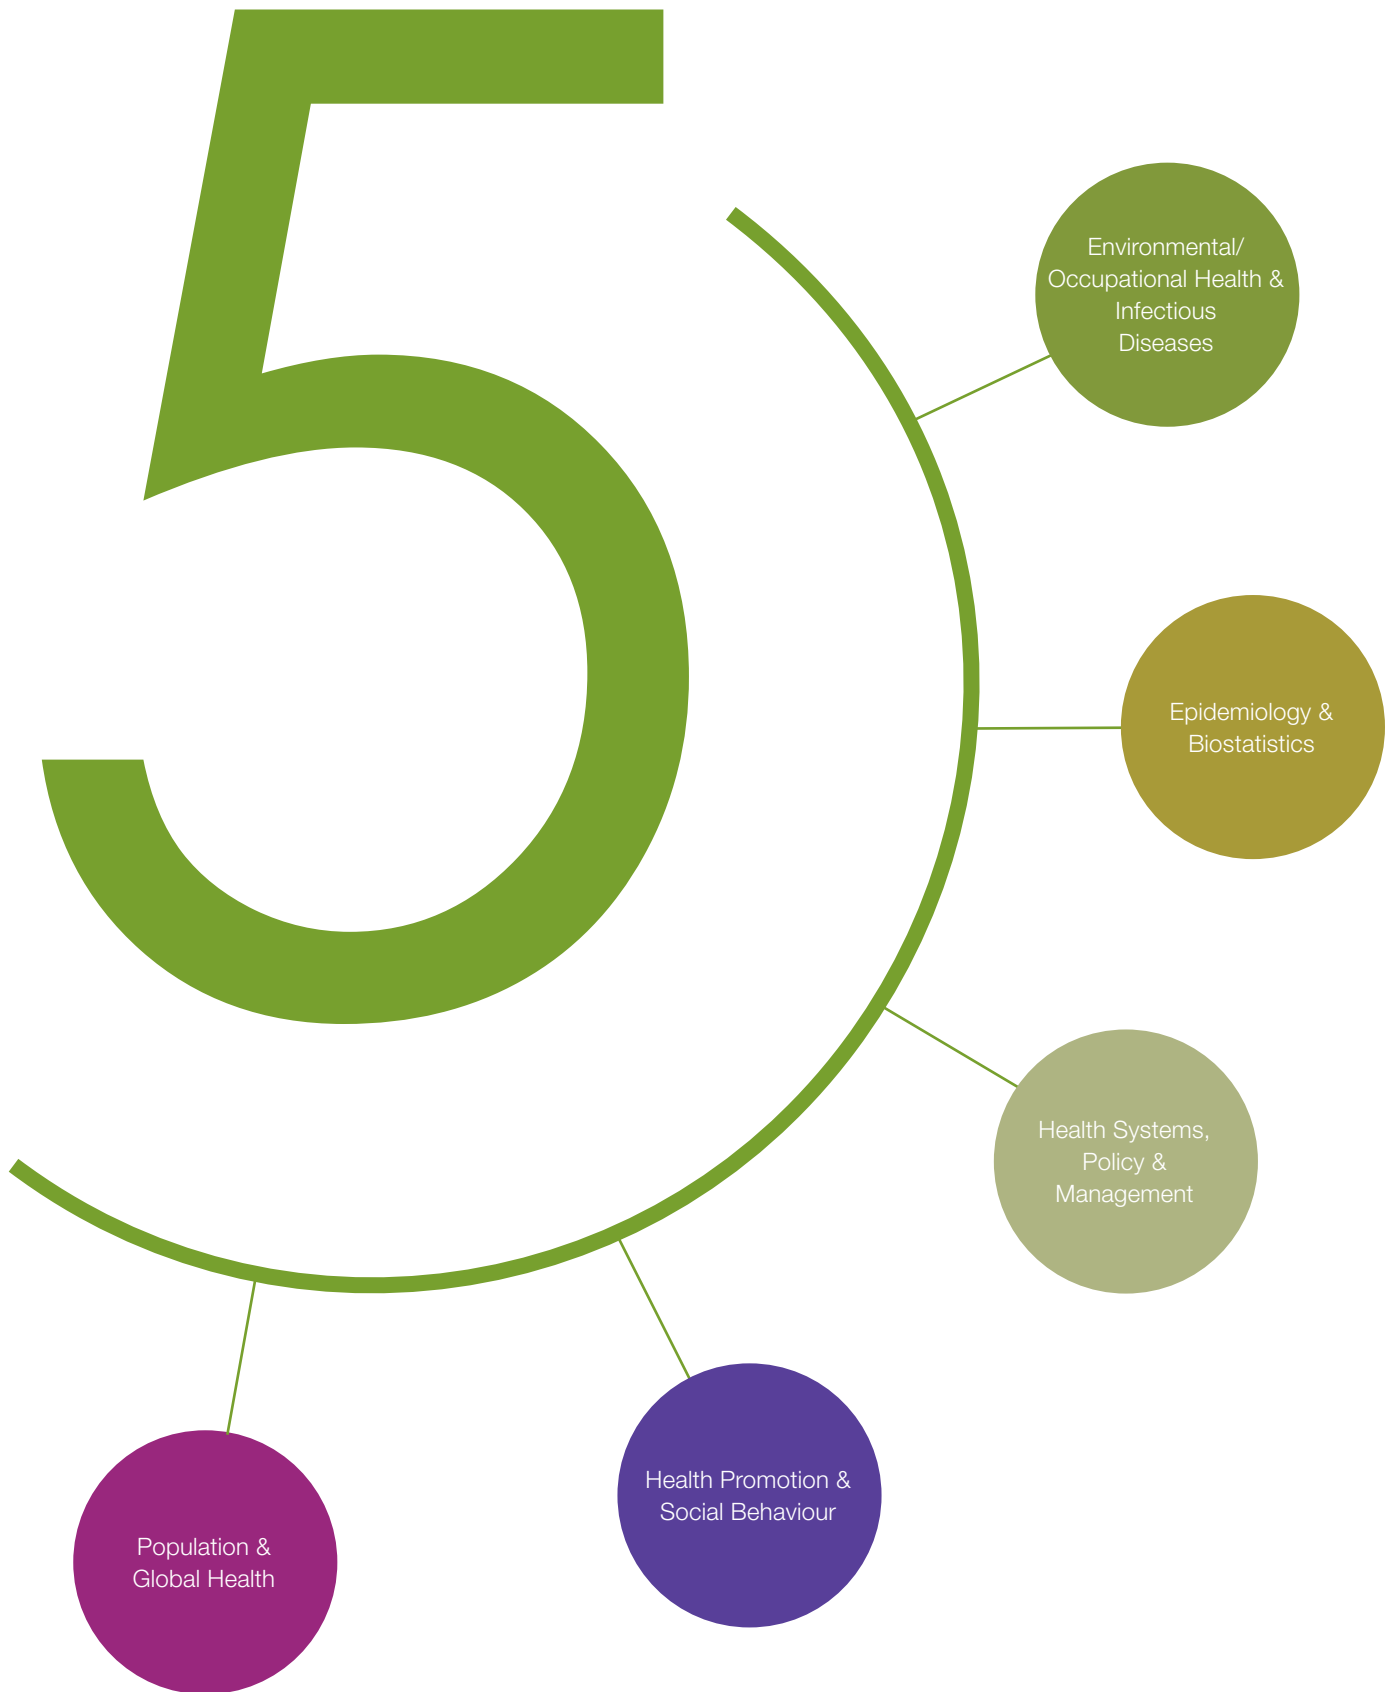 5
Environmental/
Occupational Health &
Infectious
Diseases
Epidemiology &
Biostatistics
Health Systems,
Policy &
Management
Health Promotion &
Social Behaviour
Population &
Global Health